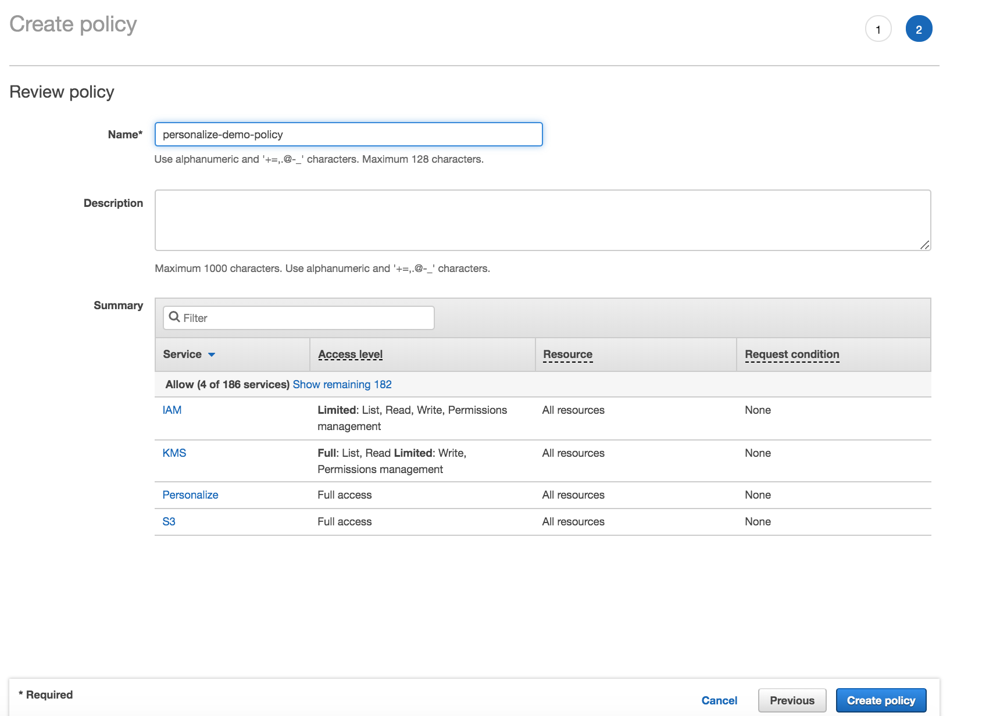 Create policy
1
2
Review policy
Name*
personalize-demo-policy
Use alphanumeric and '+=,.@-_' characters. Maximum 128 characters.
Description
Maximum 1000 characters. Use alphanumeric and '+=,.@-_' characters.
Summary
Filter
Service Access level Resource Request condition
Allow (4 of 186 services) Show remaining 182
IAM Limited: List, Read, Write, Permissions All resources None
management
KMS Full: List, Read Limited: Write, All resources None
Permissions management
Personalize Full access All resources None
S3 Full access All resources None
* Required
Cancel Previous Create policy